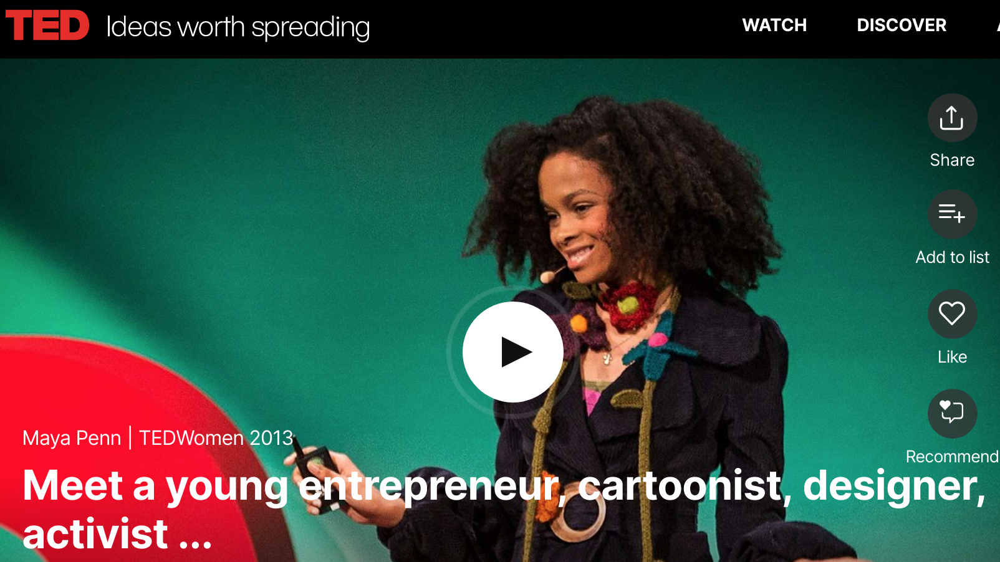 TED Ideas worth spreading
WATCH
DISCOVER
Share
Add to list
Like
Recommend
Maya Penn | TEDWomen 2013
Meet a young entrepreneur, cartoonist, designer,
activist ...